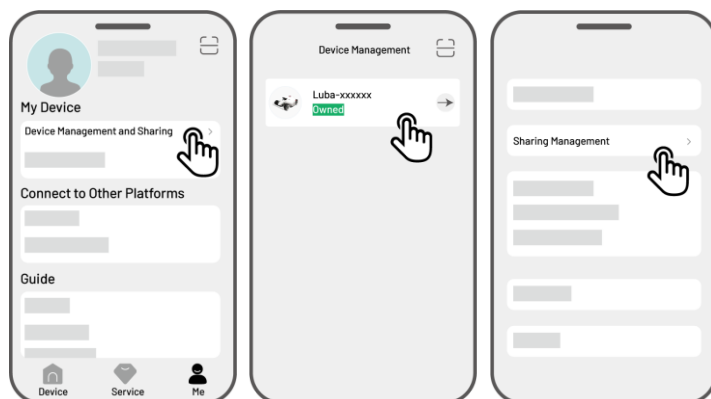 My Device
Device Management and Sharing
Connect to Other Platforms
Guide
Device Service Me
Device Management
Luba-xxxxxx
Owned
Sharing Management